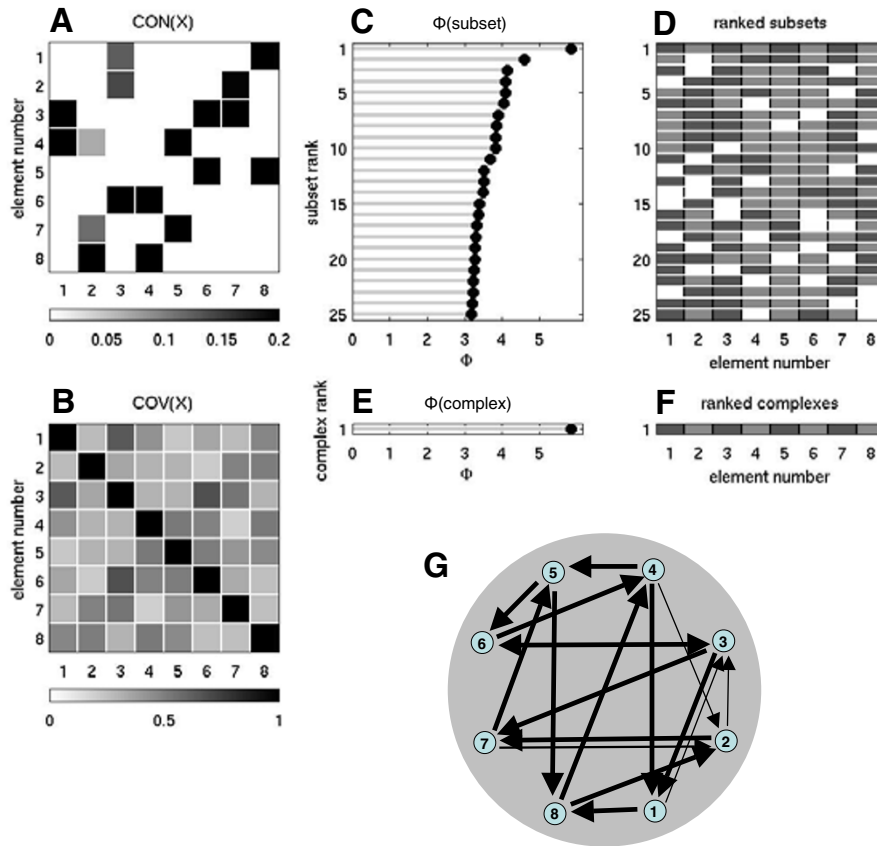 A
CON(X)
element number
1
2
3
4
5
6
7
8
1 2 3 4 5 6 7 8
0 0.05 0.1 0.15 0.2
B
COV(X)
element number
1
2
3
4
5
6
7
8
1 2 3 4 5 6 7 8
0 0.5 1
C
Φ(subset)
subset rank
1
5
10
15
20
25
0 1 2 3 4 5
Φ
D
ranked subsets
1
5
10
15
20
25
1 2 3 4 5 6 7 8
element number
E
Φ(complex)
complex rank
1
0 1 2 3 4 5
Φ
F
ranked complexes
1
1 2 3 4 5 6 7 8
element number
G
5
4
6
3
7
2
8
1